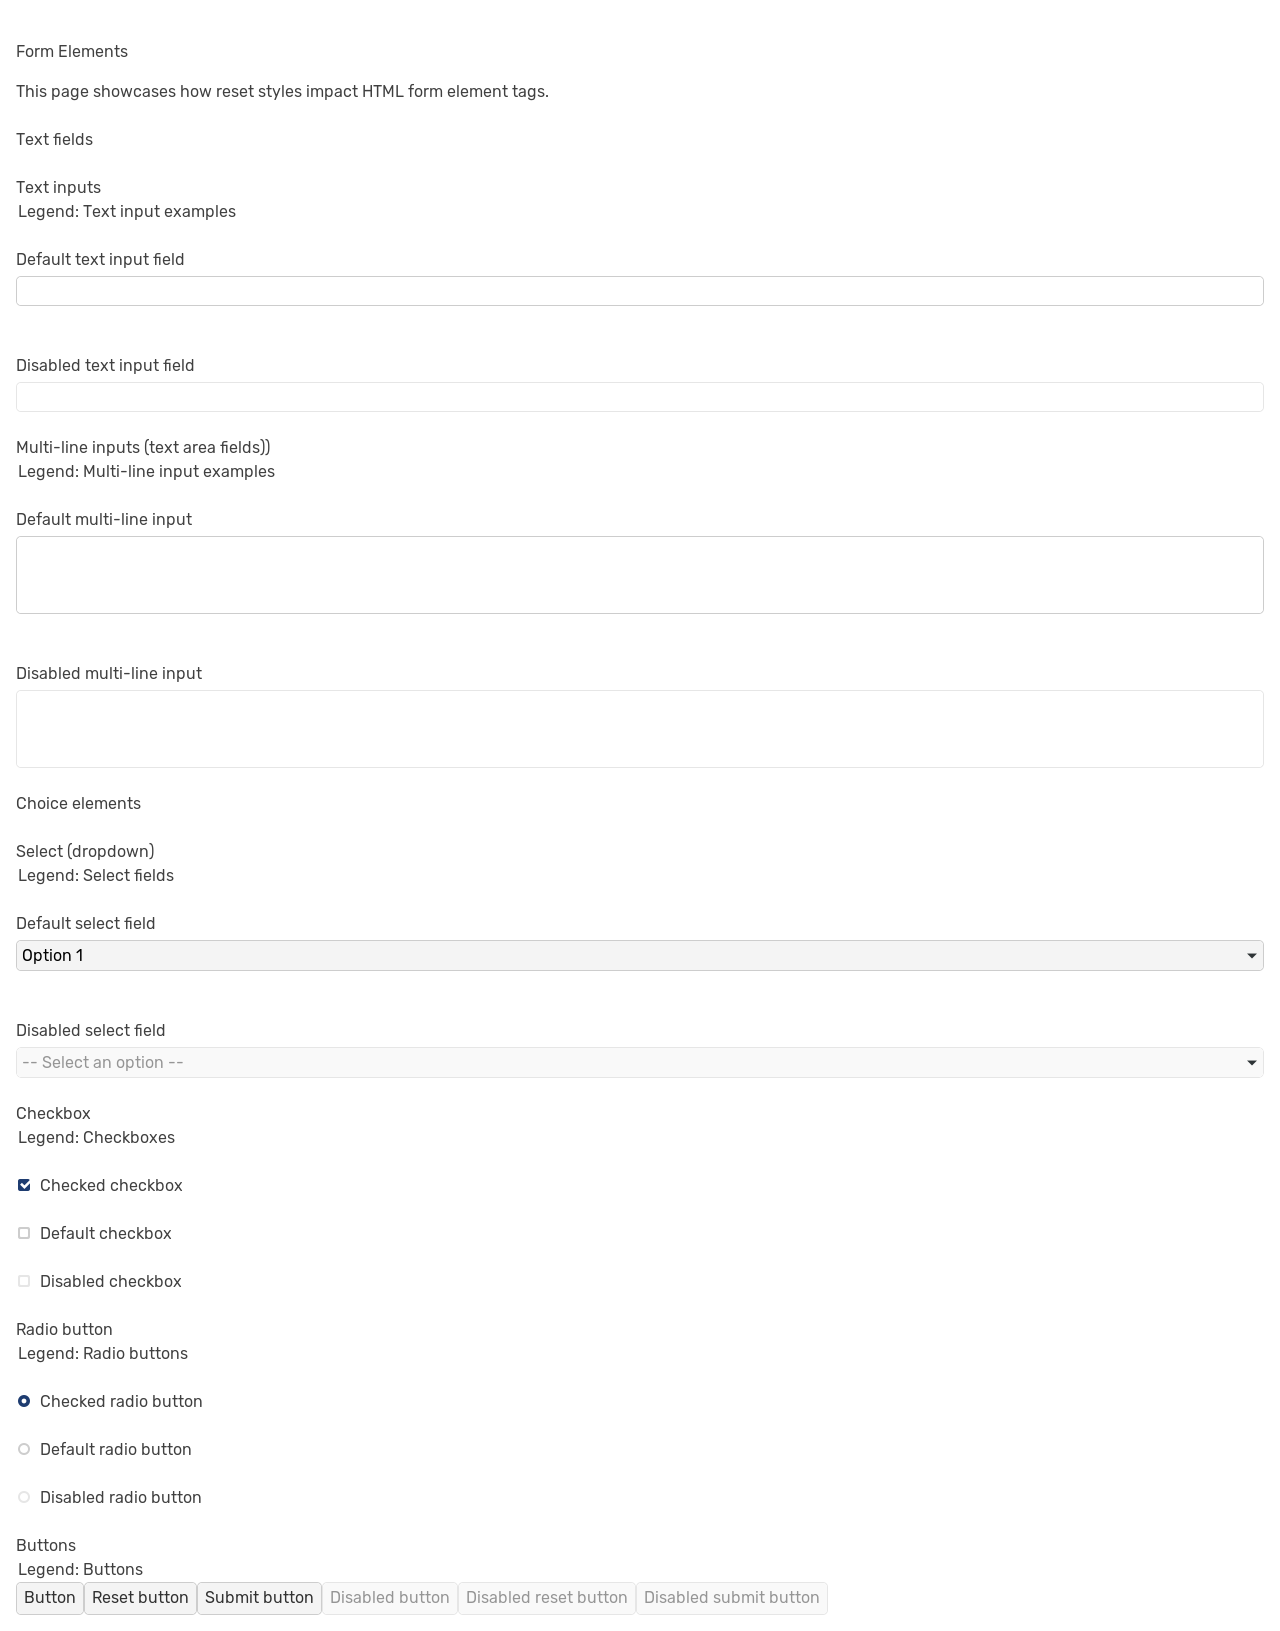 Form Elements
This page showcases how reset styles impact HTML form element tags.
Text fields
Text inputs
Legend: Text input examples
Default text input field
Disabled text input field
Multi-line inputs (text area fields))
Legend: Multi-line input examples
Default multi-line input
Disabled multi-line input
Choice elements
Select (dropdown)
Legend: Select fields
Default select field
Option 1
Disabled select field
-- Select an option --
Checkbox
Legend: Checkboxes
Checked checkbox
Default checkbox
Disabled checkbox
Radio button
Legend: Radio buttons
Checked radio button
Default radio button
Disabled radio button
Buttons
Legend: Buttons
Button Reset button Submit button Disabled button Disabled reset button Disabled submit button